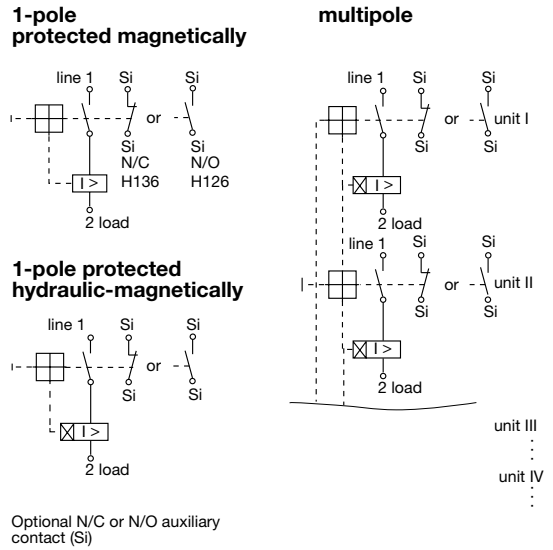 1-pole
protected magnetically
line 1 Si Si
or
Si Si
N/C N/O
I > H136 H126
2 load
1-pole protected
hydraulic-magnetically
line 1 Si Si
or
Si Si
I >
2 load
Optional N/C or N/O auxiliary
contact (Si)
multipole
line 1 Si Si
or unit I
Si Si
I >
2 load
line 1 Si Si
or unit II
Si Si
I >
2 load
unit III
unit IV